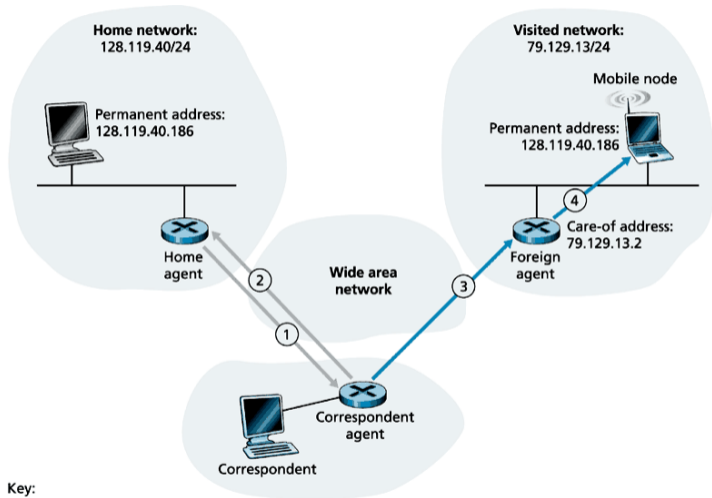 Home network:
128.119.40/24
Visited network:
79.129.13/24
Mobile node
Permanent address:
128.119.40.186
Permanent address:
128.119.40.186
4
Care-of address:
79.129.13.2
Home
agent
Foreign
agent
Wide area
network
2
3
1
Correspondent
agent
Correspondent
Key: